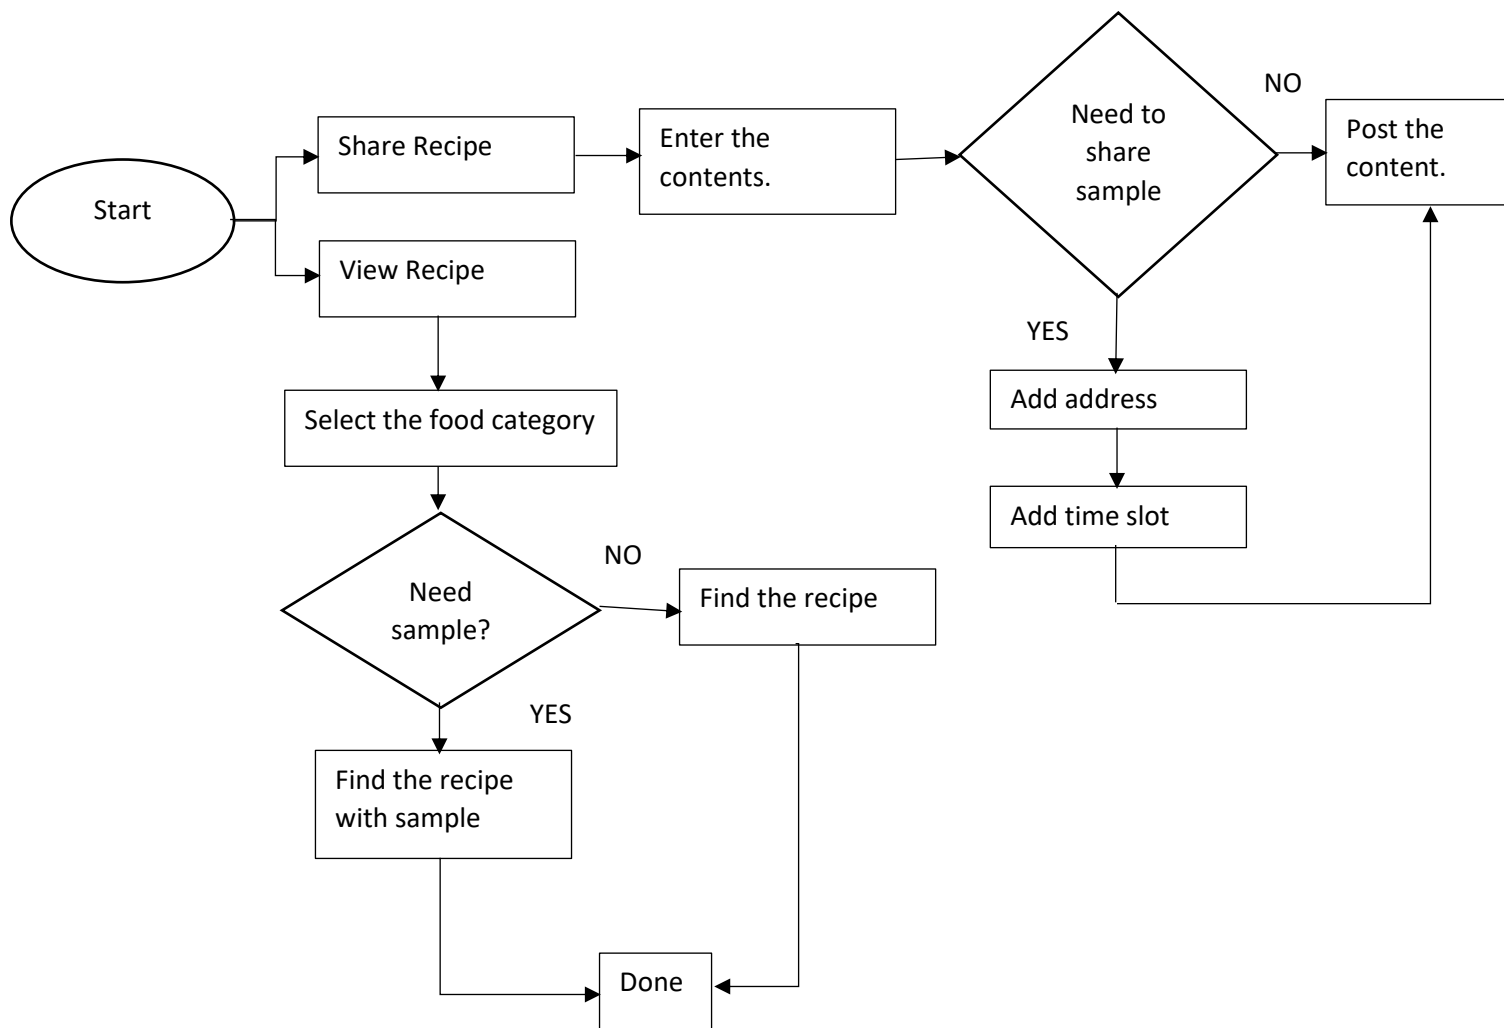 Start
Share Recipe
Enter the
contents.
Need to
share
sample
NO
Post the
content.
View Recipe
YES
Add address
Add time slot
Select the food category
Need
sample?
NO
Find the recipe
YES
Find the recipe
with sample
Done